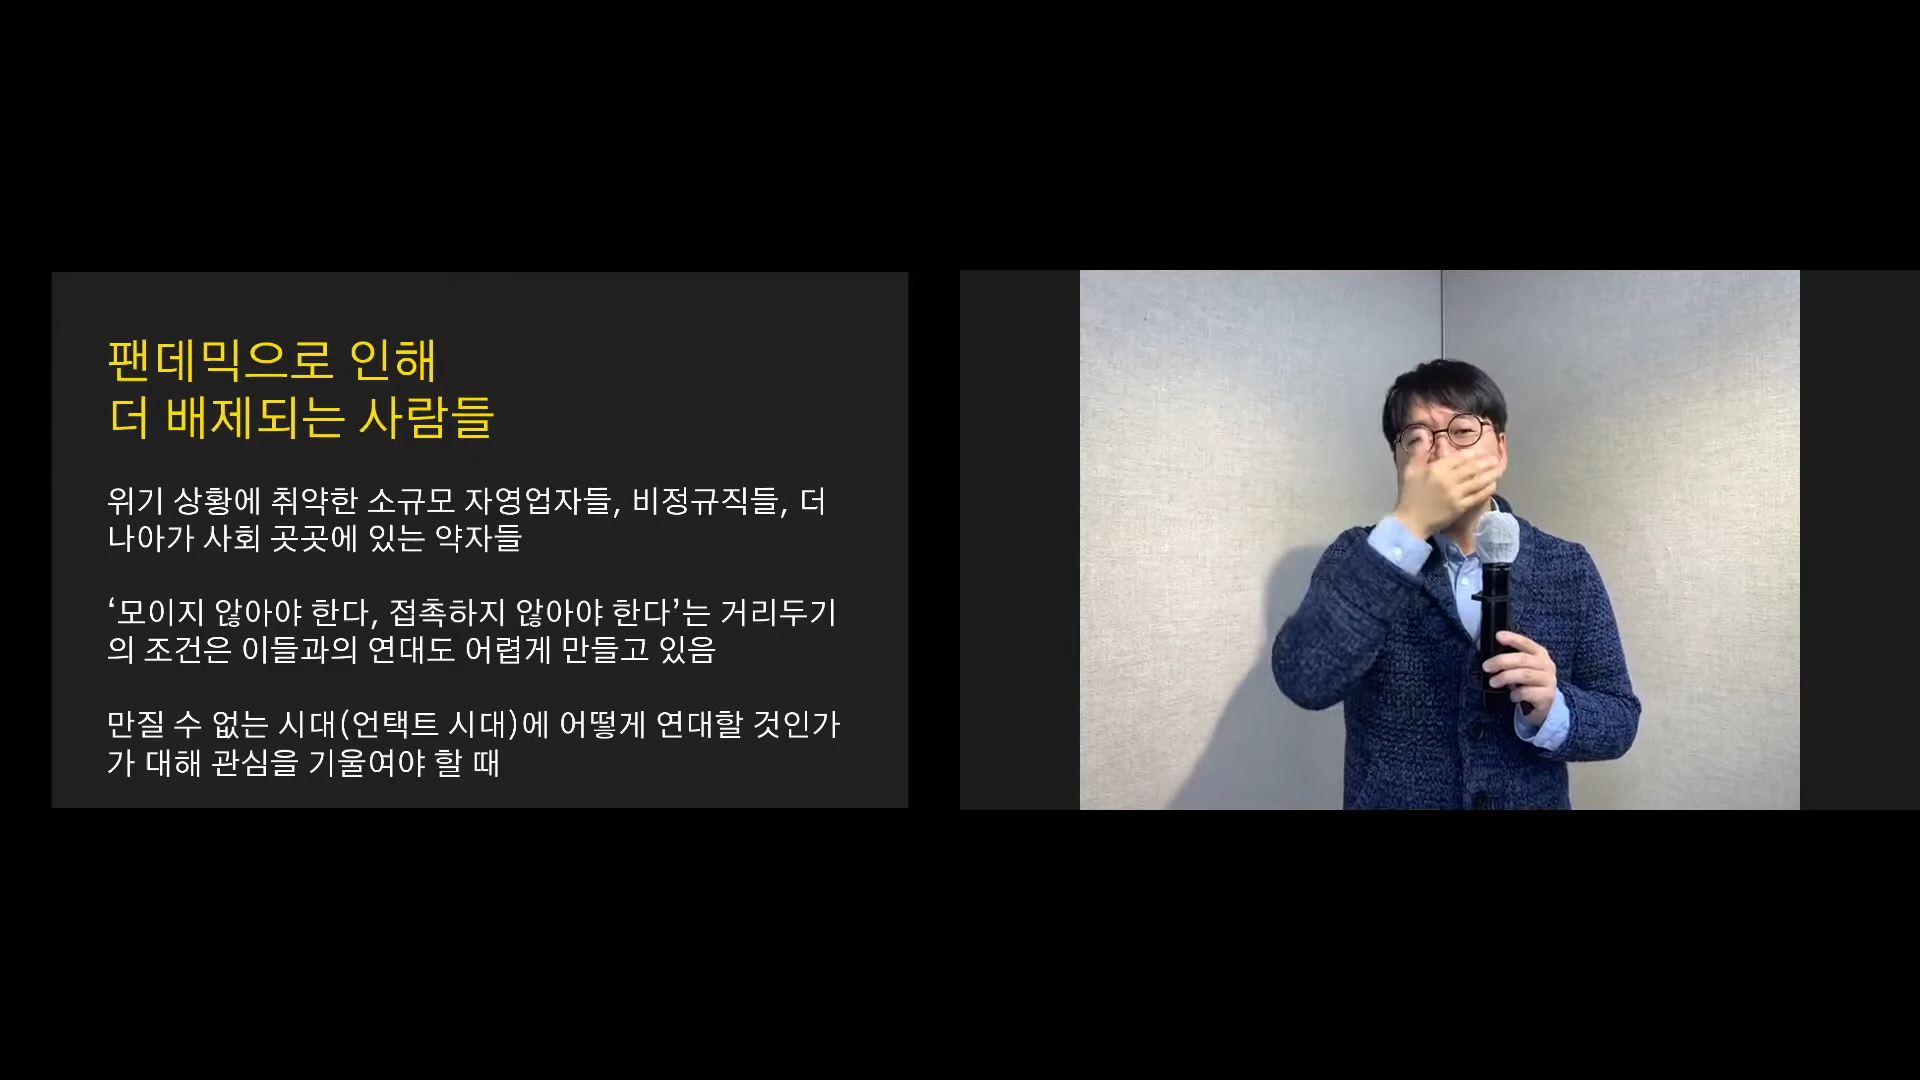 팬데믹으로 인해
더 배제되는 사람들
위기 상황에 취약한 소규모 자영업자들, 비정규직들, 더
나아가 사회 곳곳에 있는 약자들
‘모이지 않아야 한다, 접촉하지 않아야 한다’는 거리두기
의 조건은 이들과의 연대도 어렵게 만들고 있음
만질 수 없는 시대(언택트 시대)에 어떻게 연대할 것인가
가 대해 관심을 기울여야 할 때